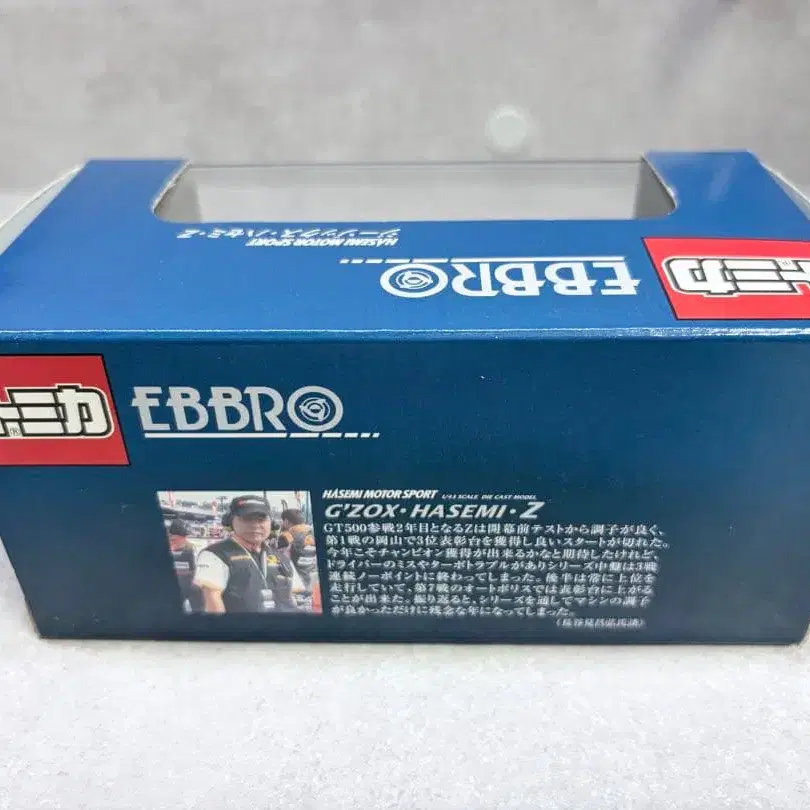 HASEMI MOTOR SPORT
ジーゾックス・ハセミ・Z
EBBRO
トミカ
トミカ®
EBBRO
HASEMI MOTOR SPORT 1/43 SCALE DIE CAST MODEL
G'ZOX・HASEMI・Z
GT500参戦2年目となるZは開幕前テストから調子が良く、
第1戦の岡山で3位表彰台を獲得し良いスタートが切れた。
今年こそチャンピオン獲得が出来るかなと期待したけれど、
ドライバーのミスやターボトラブルがありシリーズ中盤は3戦
連続ノーポイントに終わってしまった。後半は常に上位を
走行していて、第7戦のオートポリスでは表彰台に上がる
ことが出来た。振り返ると、シリーズを通してマシンの調子
が良かっただけに残念な年になってしまった。
（長谷見昌弘氏談）